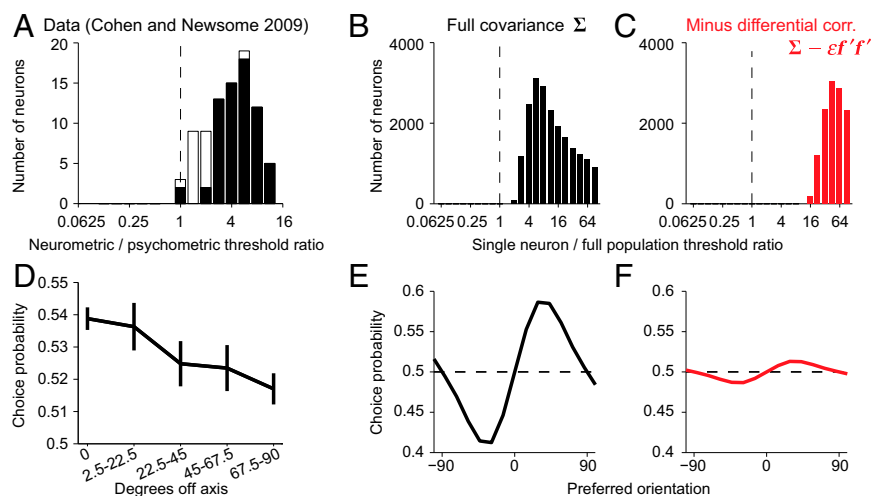 A
Data (Cohen and Newsome 2009)
Number of neurons
20
15
10
5
0
0.0625 0.25 1 4 16
Neurometric / psychometric threshold ratio
B
Full covariance Σ
Number of neurons
4000
2000
0
0.0625 0.25 1 4 16 64
C
Minus differential corr.
Σ − εf′f′
4000
2000
0
0.0625 0.25 1 4 16 64
Single neuron / full population threshold ratio
D
Choice probability
0.55
0.54
0.53
0.52
0.51
0.5
0 2.5-22.5 22.5-45 45-67.5 67.5-90
Degrees off axis
E
Choice probability
0.6
0.55
0.5
0.45
0.4
−90 0 90
F
0.6
0.55
0.5
0.45
0.4
−90 0 90
Preferred orientation